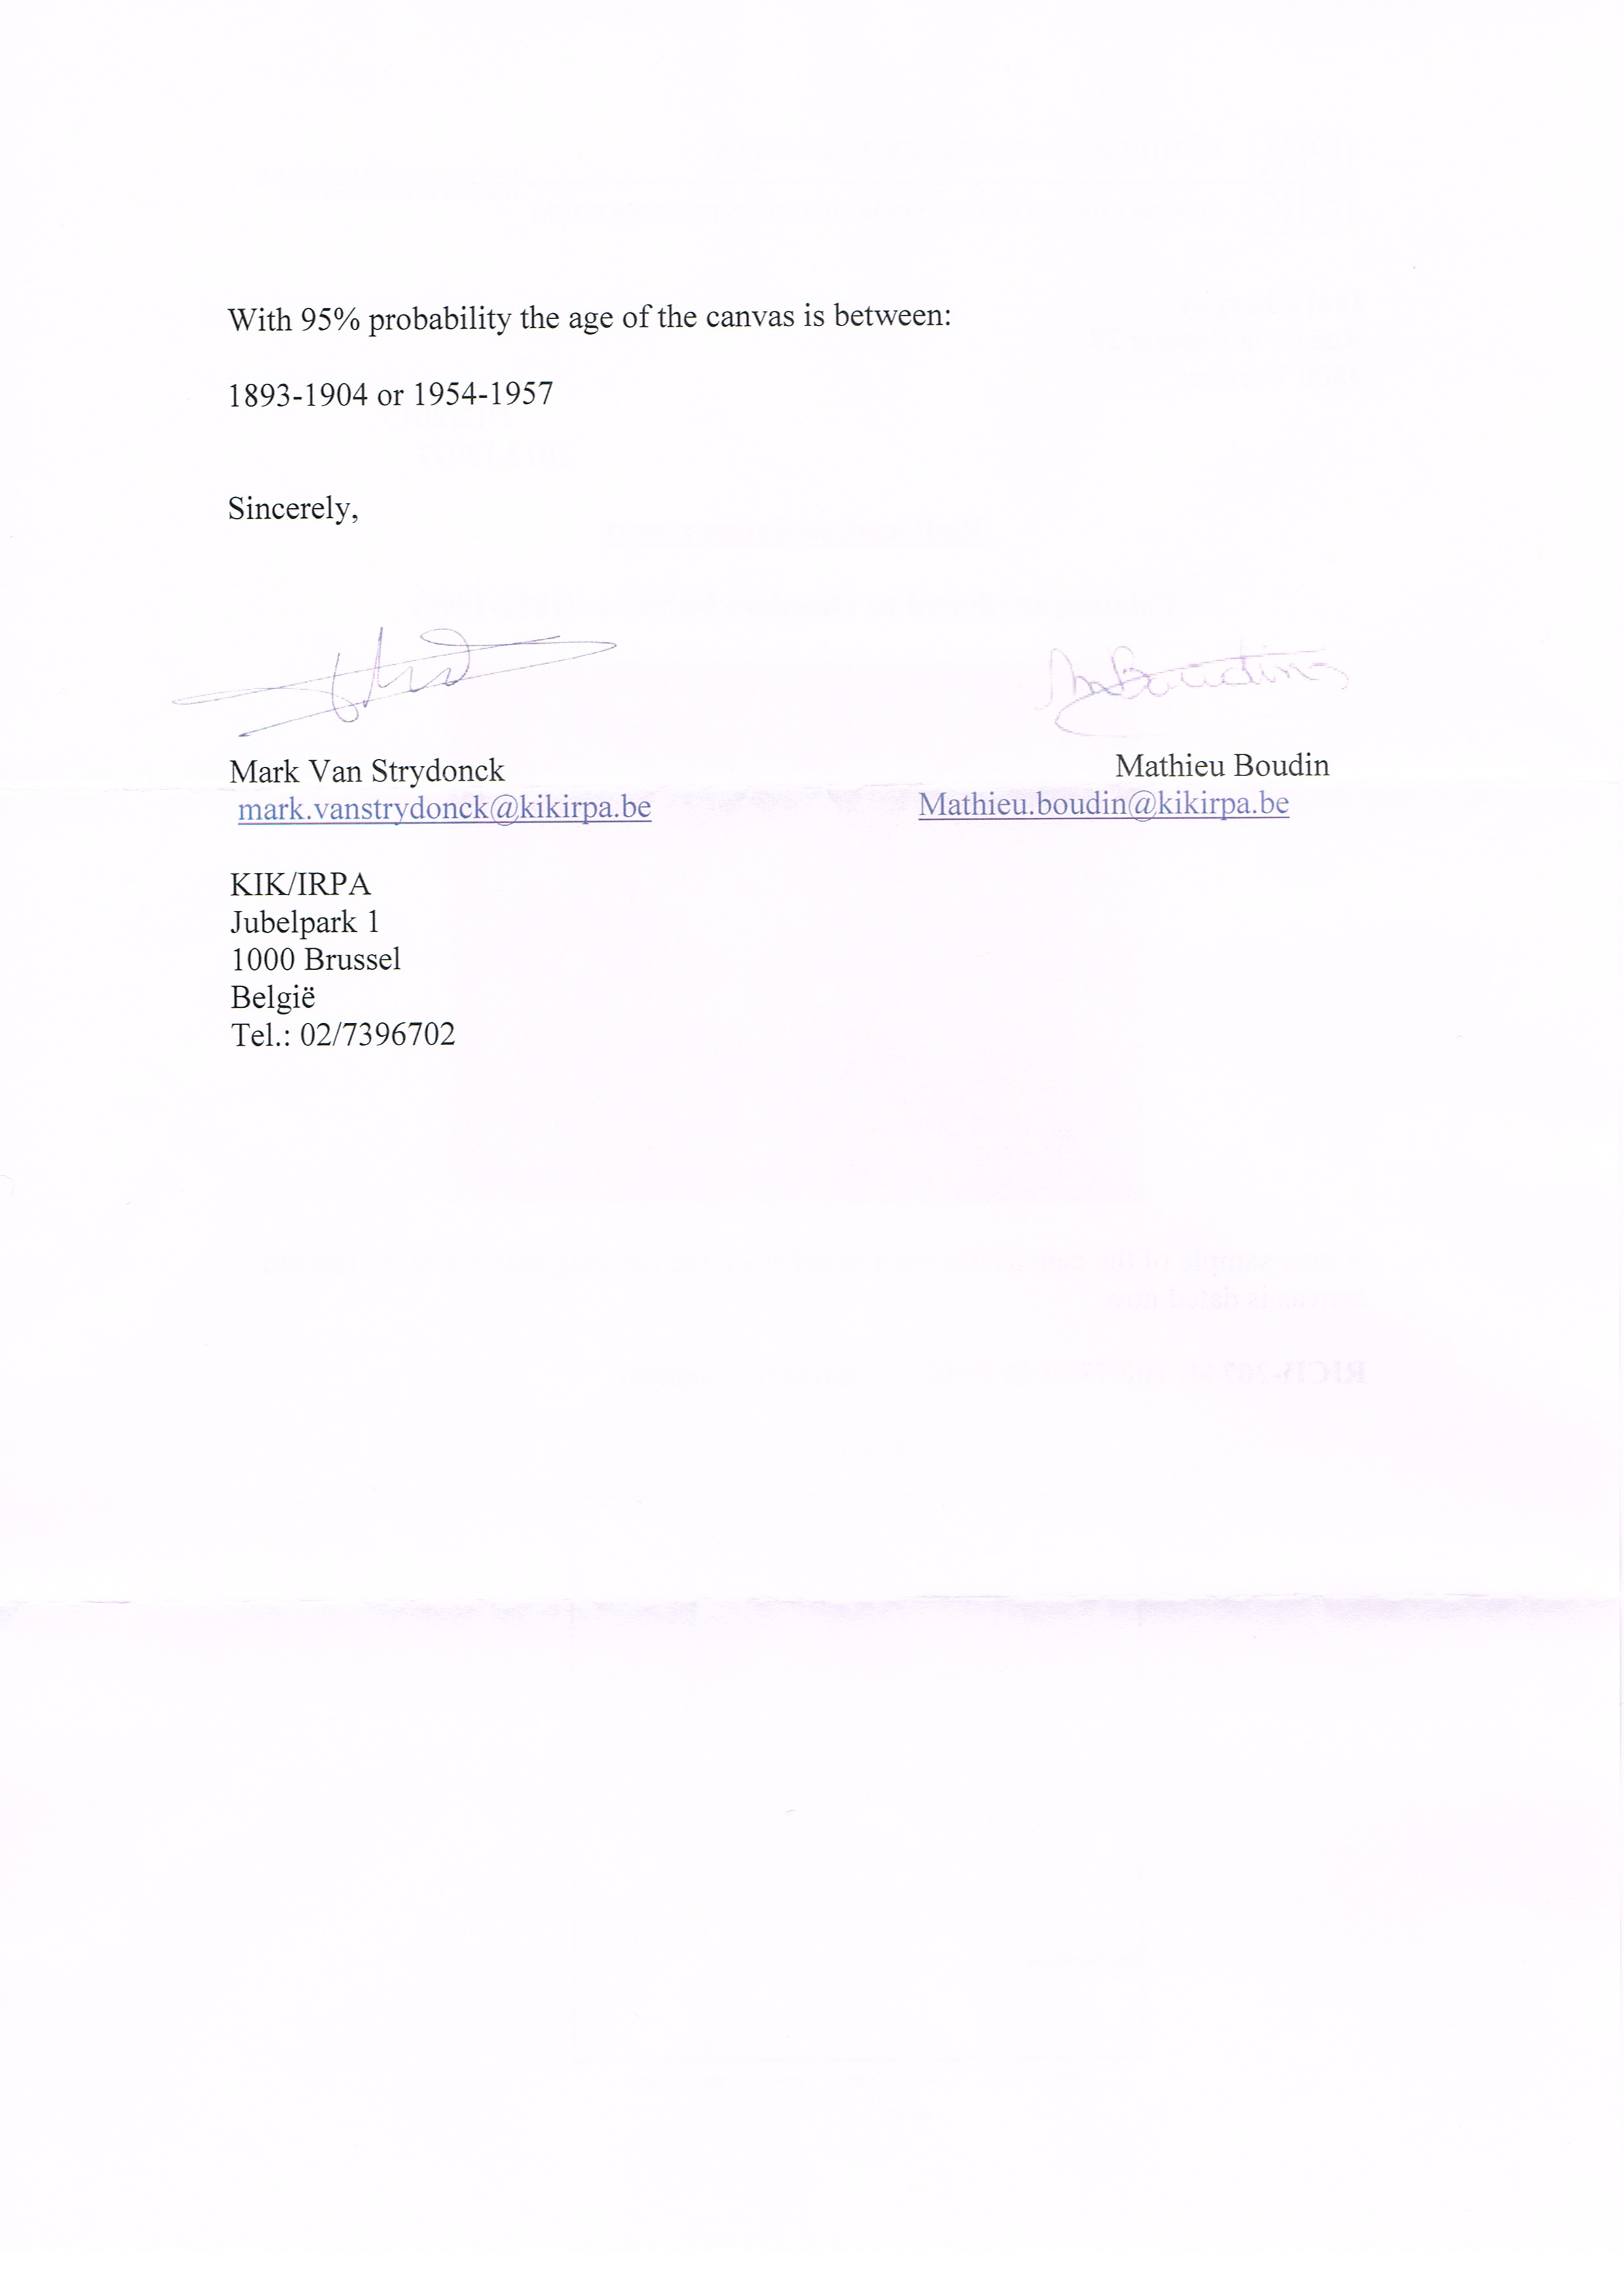 With 95% probability the age of the canvas is between:
1893-1904 or 1954-1957
Sincerely,
Mark Van Strydonck
mark.vanstrydonck@kikirpa.be
Mathieu Boudin
Mathieu.boudin@kikirpa.be
KIK/IRPA
Jubelpark 1
1000 Brussel
België
Tel.: 02/7396702